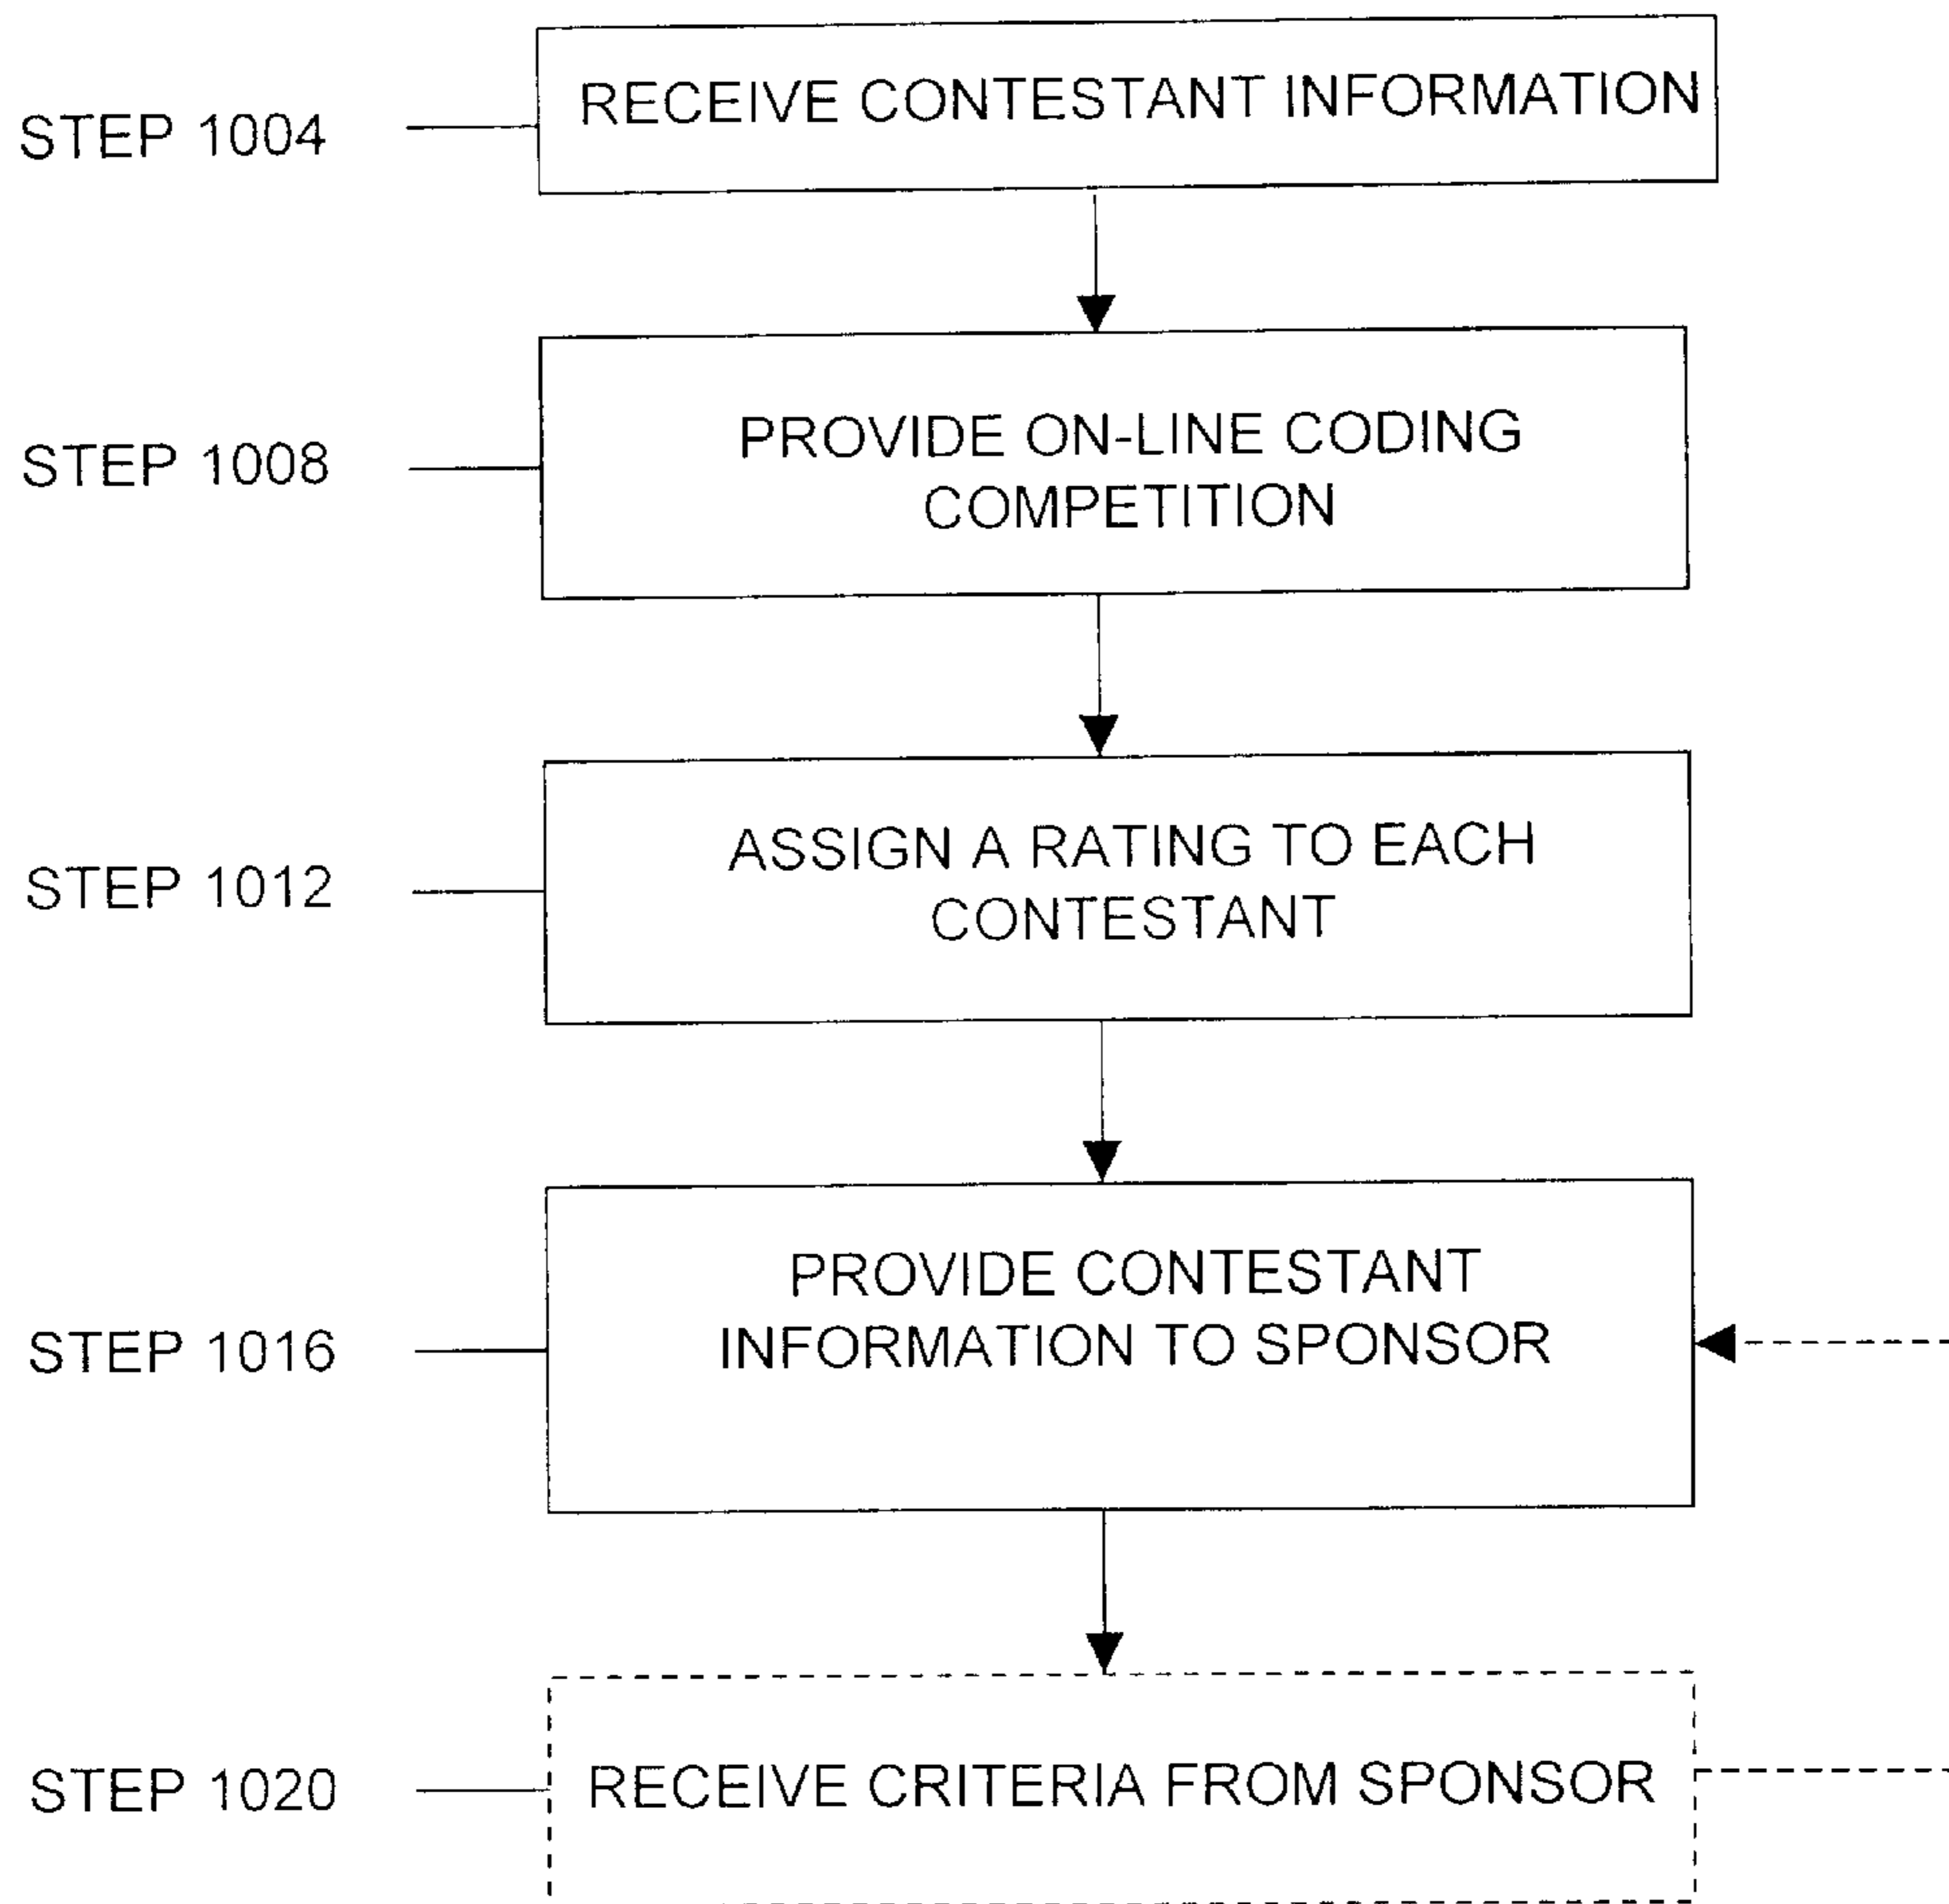 STEP 1004
RECEIVE CONTESTANT INFORMATION
STEP 1008
PROVIDE ON-LINE CODING
COMPETITION
STEP 1012
ASSIGN A RATING TO EACH
CONTESTANT
STEP 1016
PROVIDE CONTESTANT
INFORMATION TO SPONSOR
STEP 1020
RECEIVE CRITERIA FROM SPONSOR